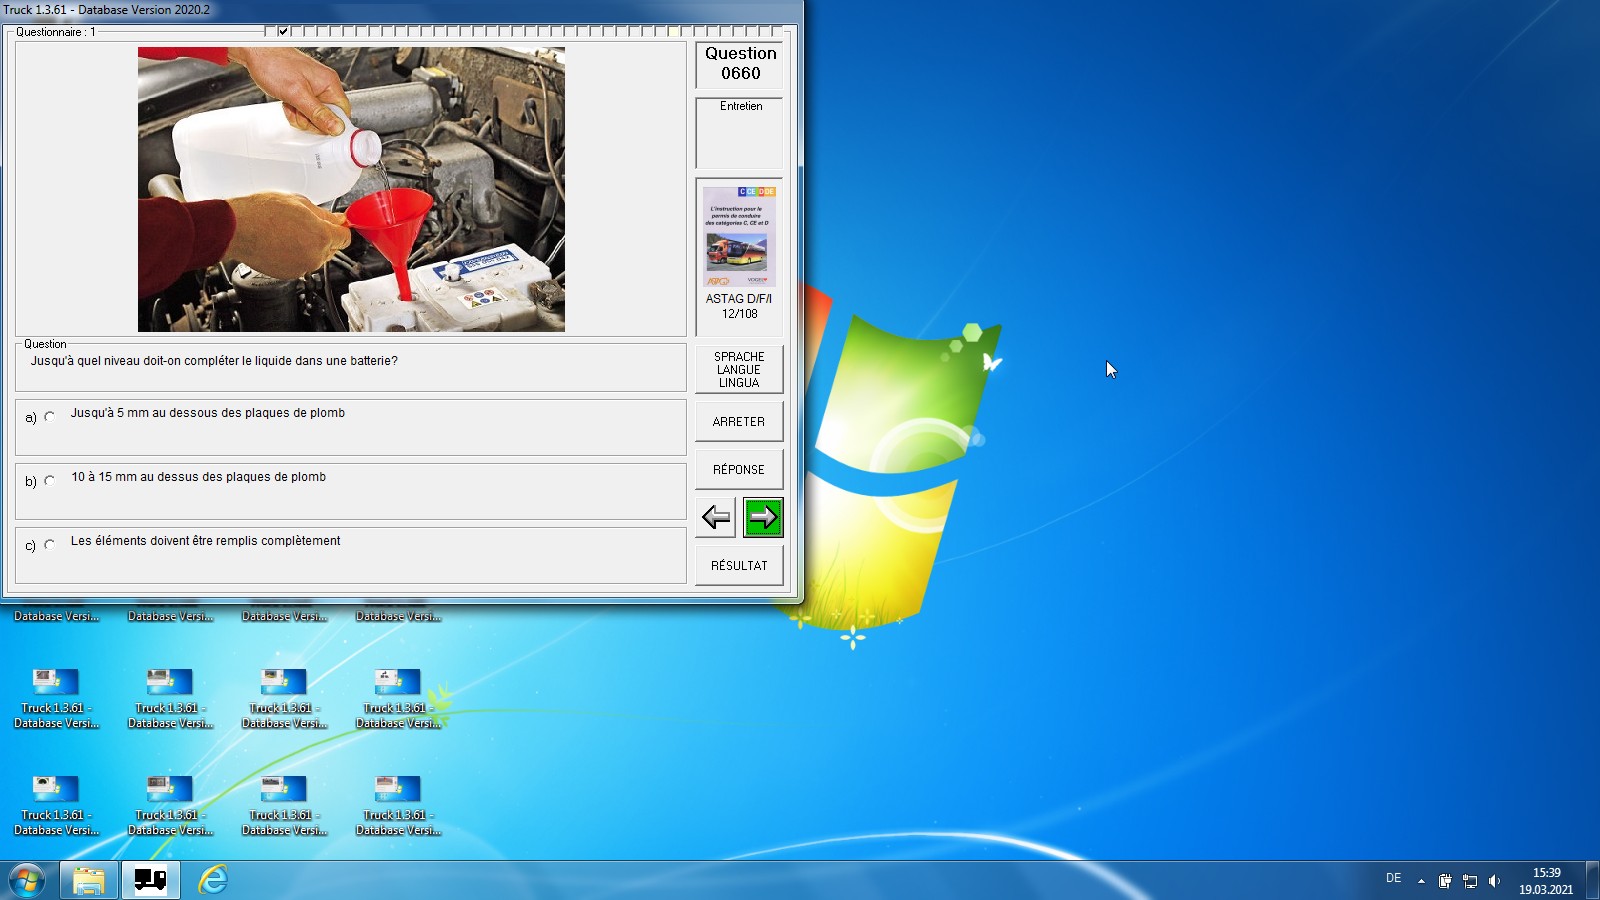 Truck 1.3.61 - Database Version 2020.2
Questionnaire : 1
Question
0660
Entretien
C CE D DE
L'instruction pour le
permis de conduire
des catégories C, CE et D
ASTAG D/F/I
12/108
Question
Jusqu'à quel niveau doit-on compléter le liquide dans une batterie?
a) Jusqu'à 5 mm au dessous des plaques de plomb
b) 10 à 15 mm au dessus des plaques de plomb
c) Les éléments doivent être remplis complètement
SPRACHE
LANGUE
LINGUA
ARRETER
RÉPONSE
RÉSULTAT
Database Versi... Database Versi... Database Versi... Database Versi...
Truck 1.3.61 - Truck 1.3.61 - Truck 1.3.61 - Truck 1.3.61 -
Database Versi... Database Versi... Database Versi... Database Versi...
Truck 1.3.61 - Truck 1.3.61 - Truck 1.3.61 - Truck 1.3.61 -
Database Versi... Database Versi... Database Versi... Database Versi...
DE
15:39
19.03.2021